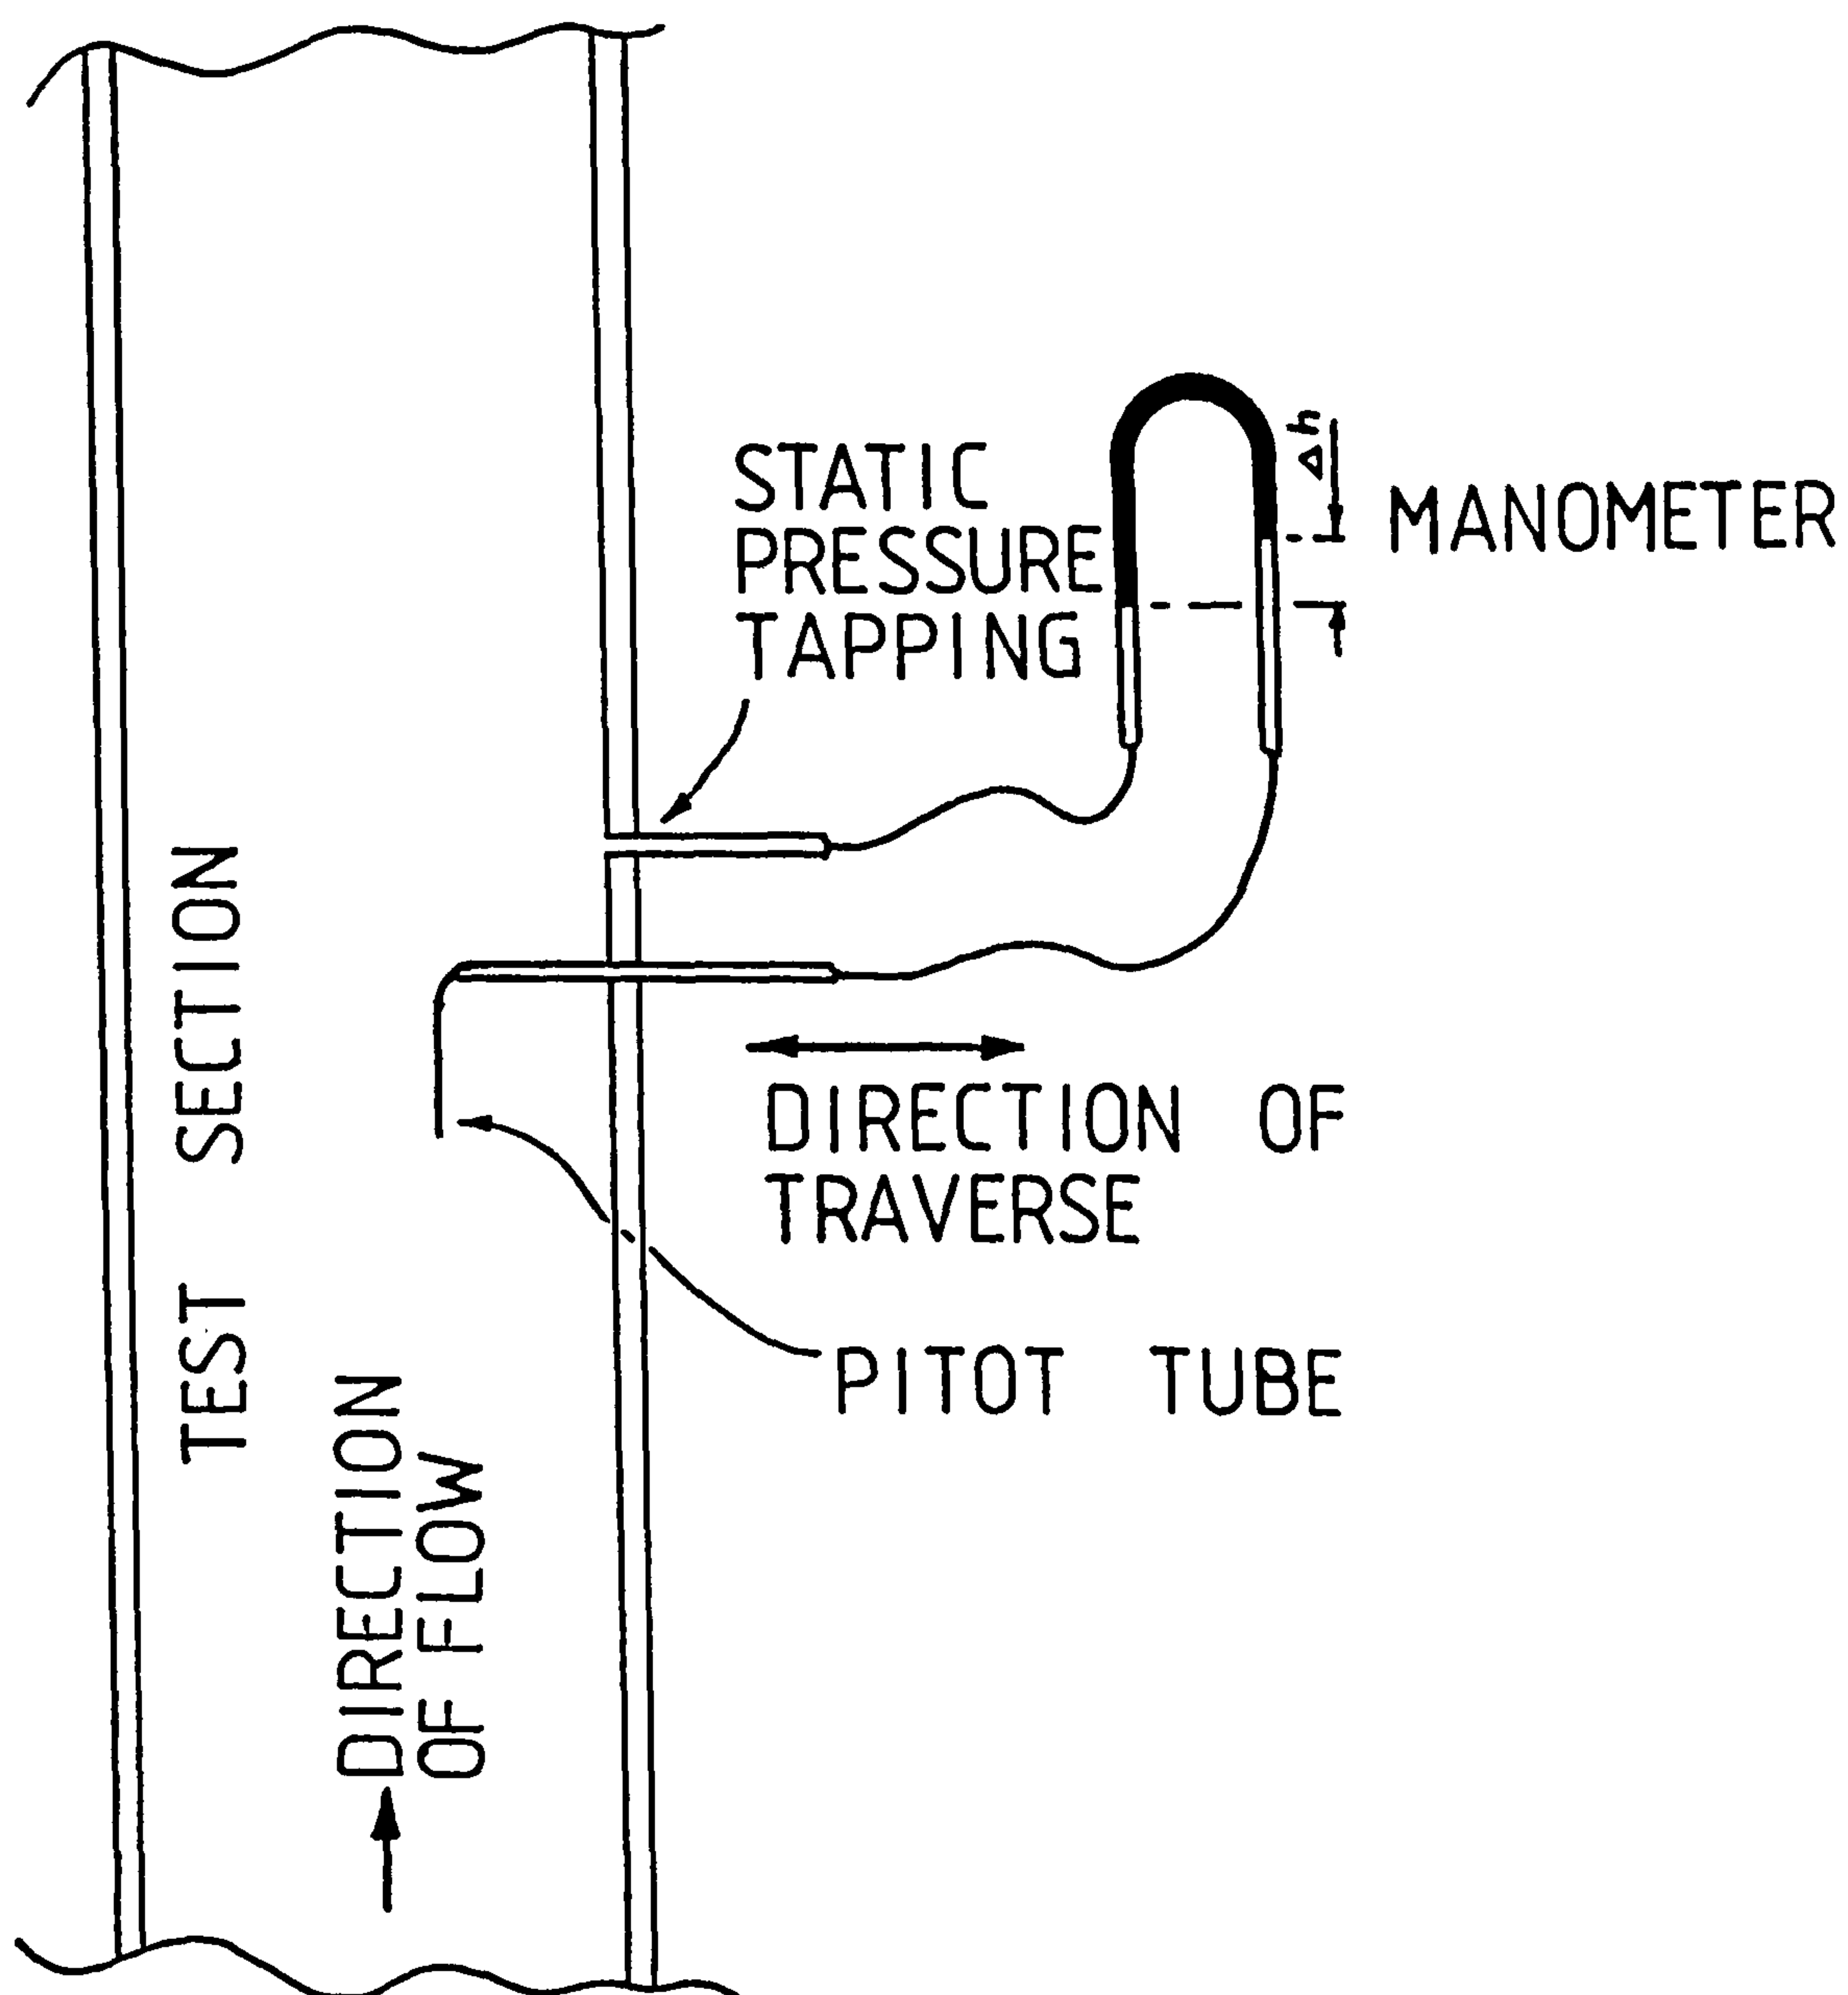 STATIC
PRESSURE
TAPPING
Δh
MANOMETER
TEST SECTION
DIRECTION OF
TRAVERSE
PITOT TUBE
DIRECTION
OF FLOW